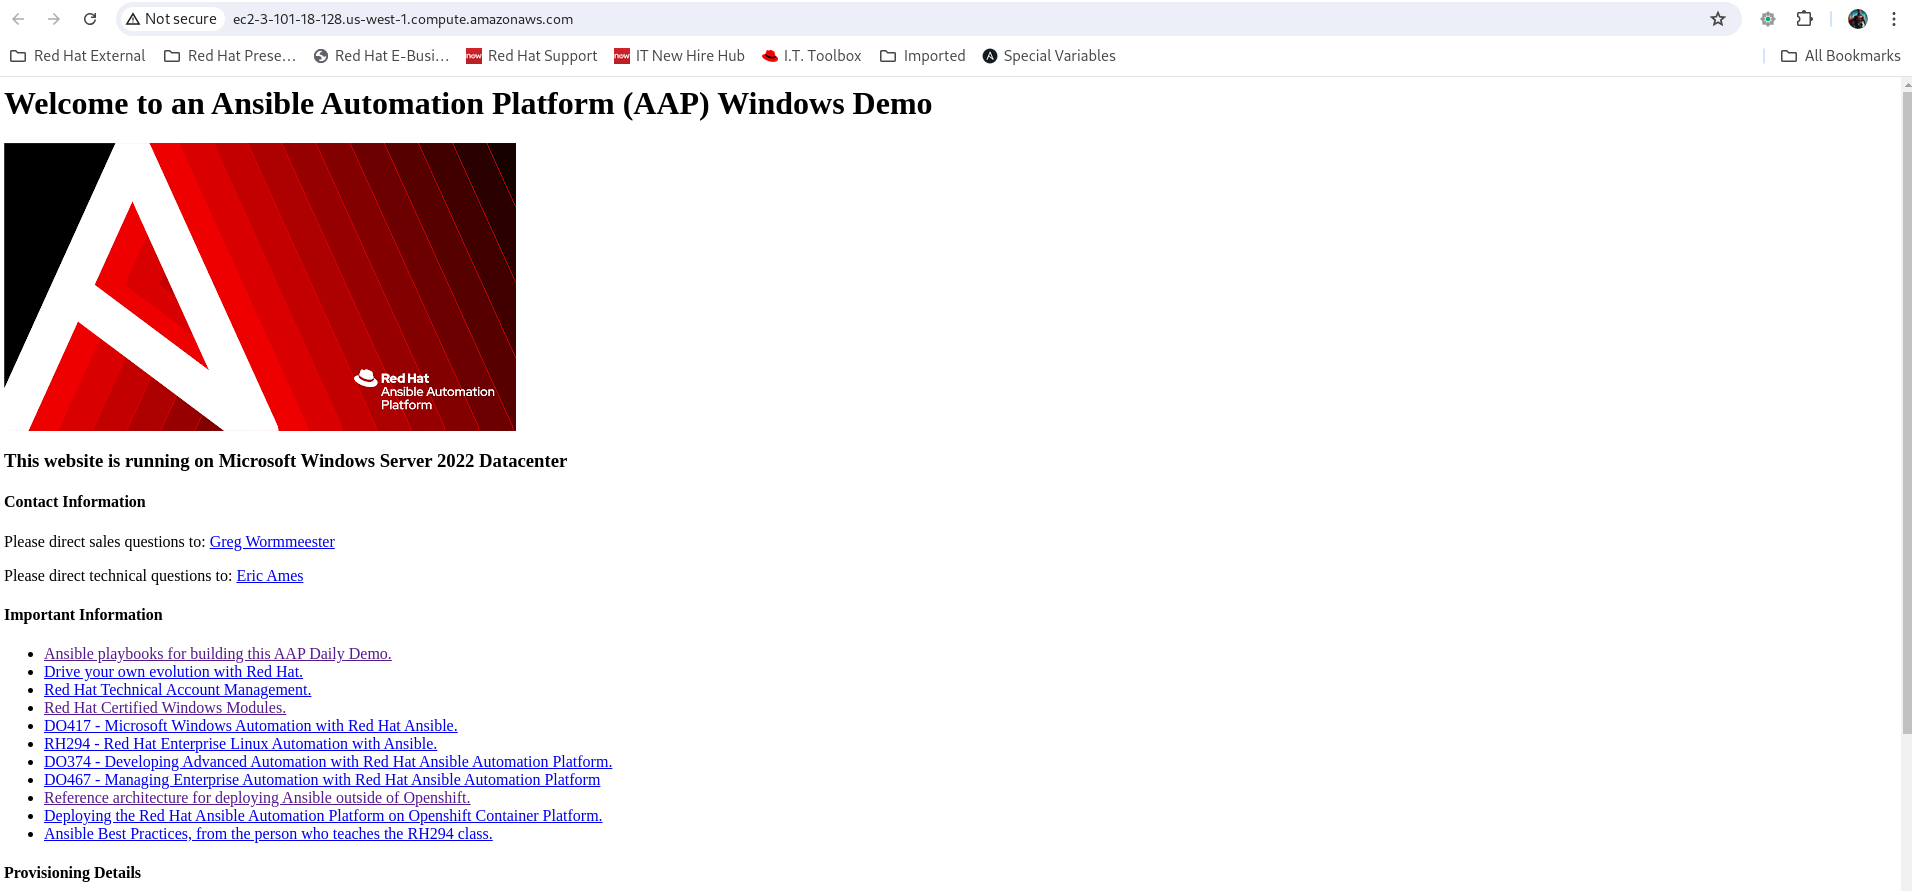 Not secure ec2-3-101-18-128.us-west-1.compute.amazonaws.com
Red Hat External Red Hat Prese... Red Hat E-Busi... now Red Hat Support now IT New Hire Hub I.T. Toolbox Imported A Special Variables All Bookmarks
Welcome to an Ansible Automation Platform (AAP) Windows Demo
Red Hat
Ansible Automation
Platform
This website is running on Microsoft Windows Server 2022 Datacenter
Contact Information
Please direct sales questions to: Greg Wormmeester
Please direct technical questions to: Eric Ames
Important Information
Ansible playbooks for building this AAP Daily Demo.
Drive your own evolution with Red Hat.
Red Hat Technical Account Management.
Red Hat Certified Windows Modules.
DO417 - Microsoft Windows Automation with Red Hat Ansible.
RH294 - Red Hat Enterprise Linux Automation with Ansible.
DO374 - Developing Advanced Automation with Red Hat Ansible Automation Platform.
DO467 - Managing Enterprise Automation with Red Hat Ansible Automation Platform
Reference architecture for deploying Ansible outside of Openshift.
Deploying the Red Hat Ansible Automation Platform on Openshift Container Platform.
Ansible Best Practices, from the person who teaches the RH294 class.
Provisioning Details